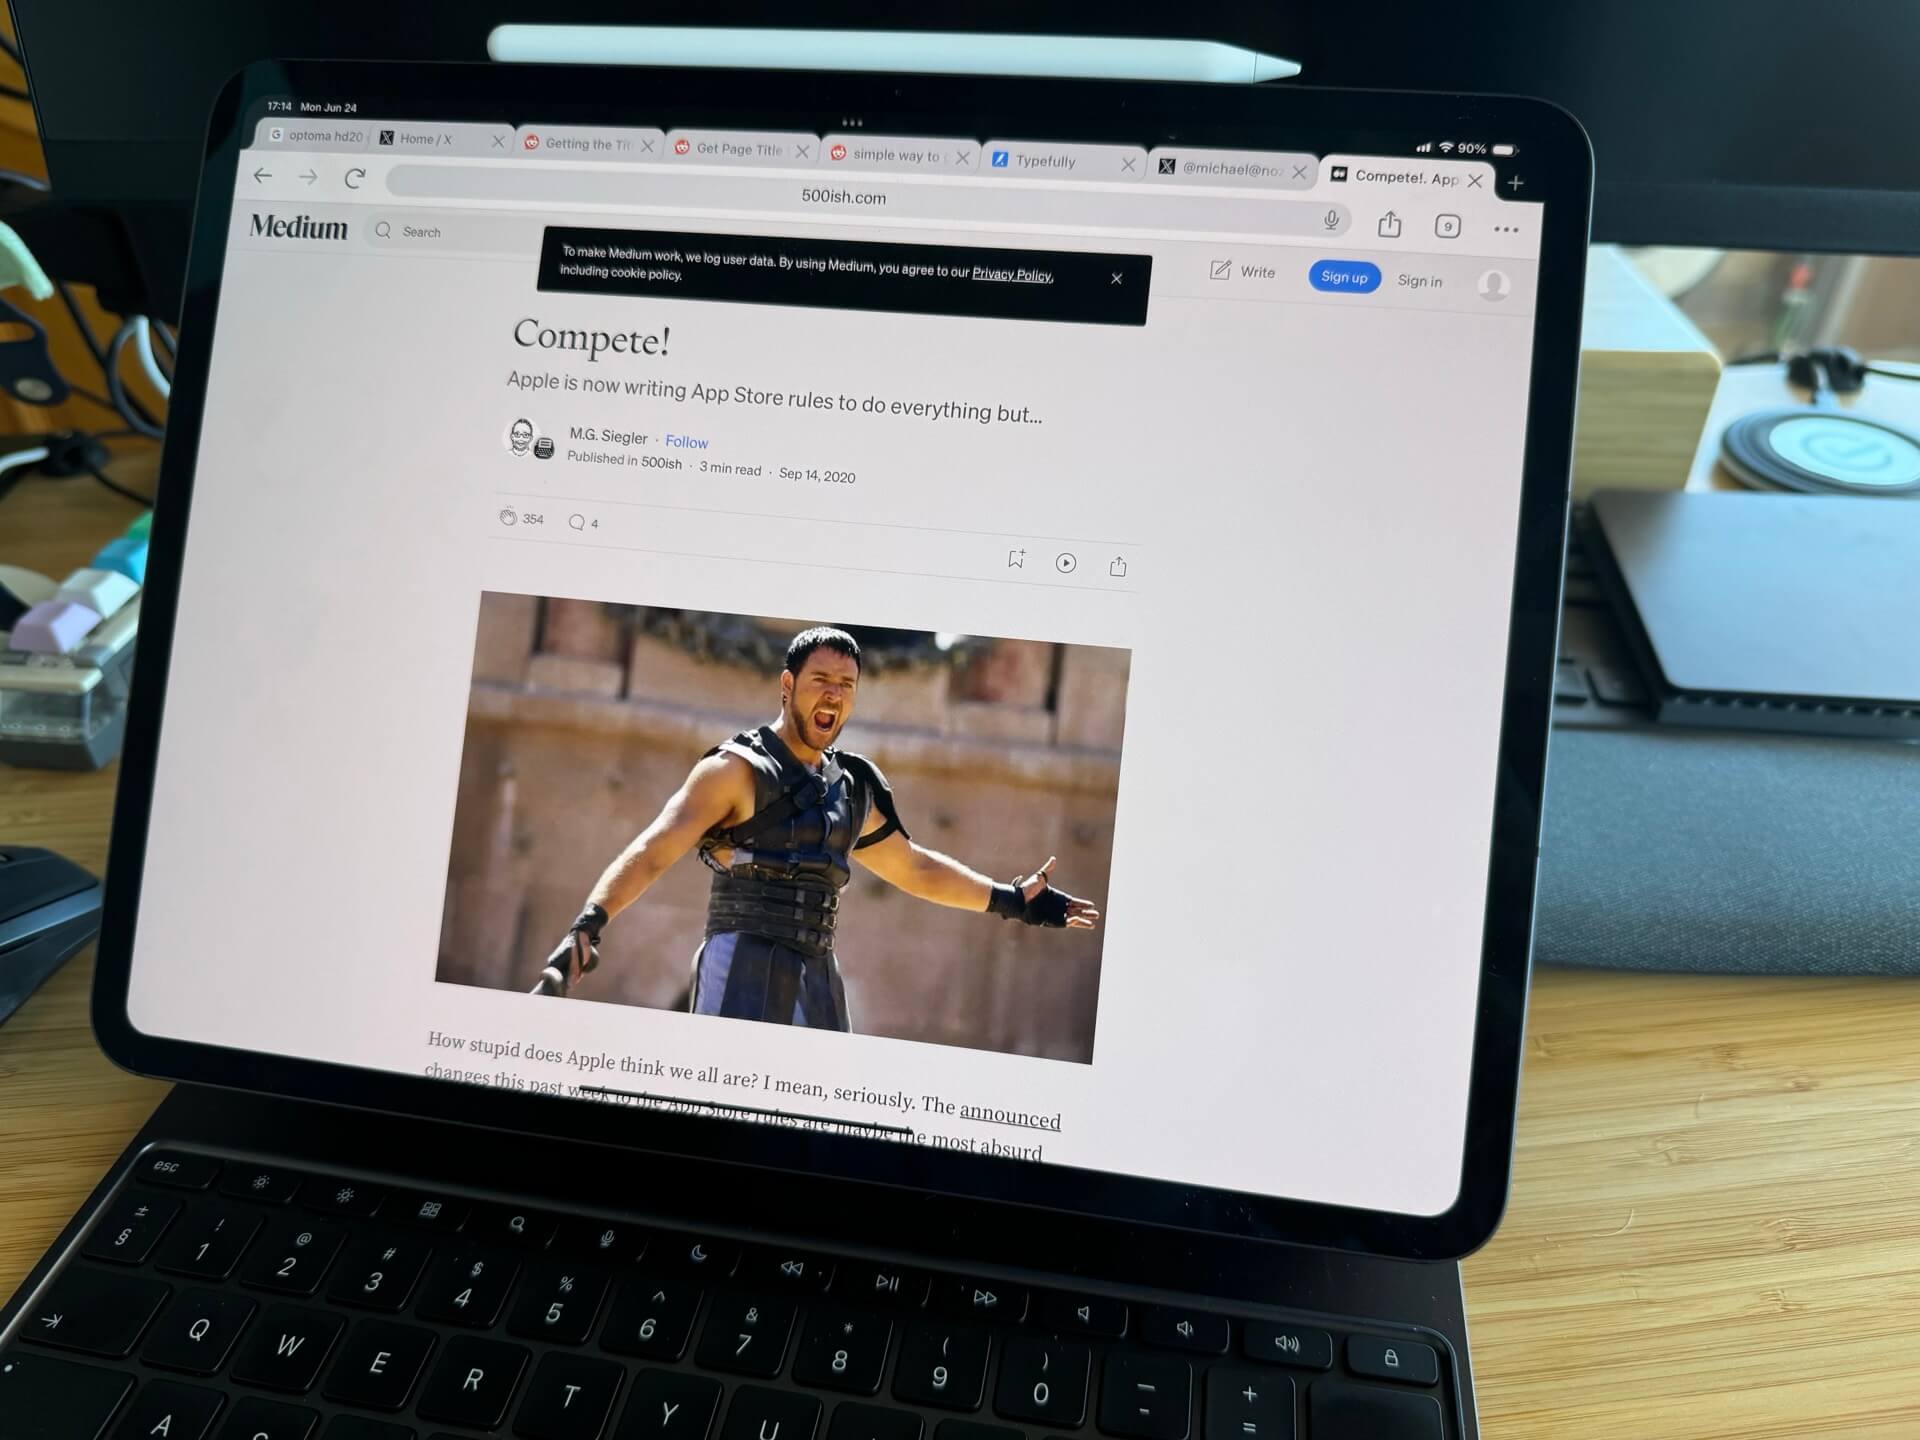 17:14 Mon Jun 24
90%
optoma hd20
Home / X
Getting the Tit
Get Page Title
simple way to
Typefully
@michael@noz
Compete!. App
500ish.com
9
Medium
Search
To make Medium work, we log user data. By using Medium, you agree to our Privacy Policy,
including cookie policy.
Write
Sign up
Sign in
Compete!
Apple is now writing App Store rules to do everything but...
M.G. Siegler · Follow
Published in 500ish · 3 min read · Sep 14, 2020
354
4
How stupid does Apple think we all are? I mean, seriously. The announced
changes this past week to the App Store rules are maybe the most absurd
esc
± ! @ # $ % ^ & * ( ) — +
§ 1 2 3 4 5 6 7 8 9 0 - =
Q W E R T Y U
A